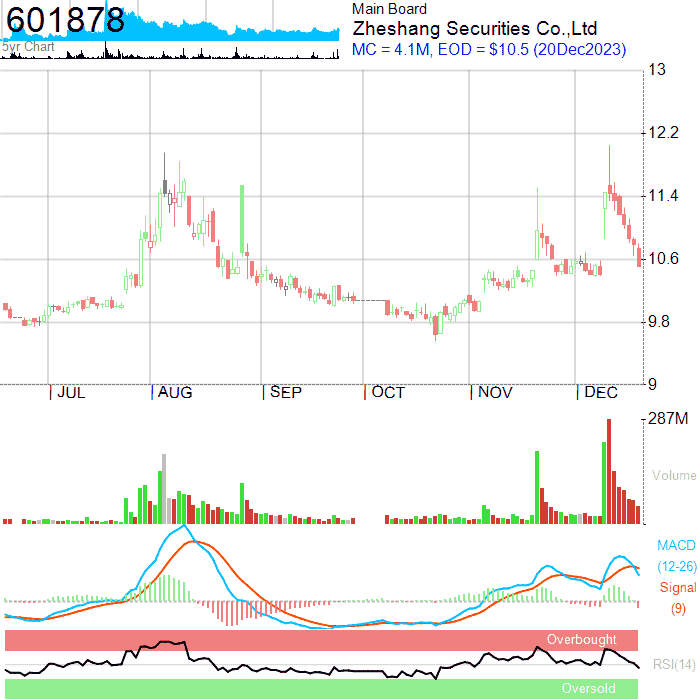 601878
5yr Chart
Main Board
Zheshang Securities Co.,Ltd
MC = 4.1M, EOD = $10.5 (20Dec2023)
13
12.2
11.4
10.6
9.8
9
JUL AUG SEP OCT NOV DEC
287M
Volume
MACD
(12-26)
Signal
(9)
Overbought
RSI(14)
Oversold